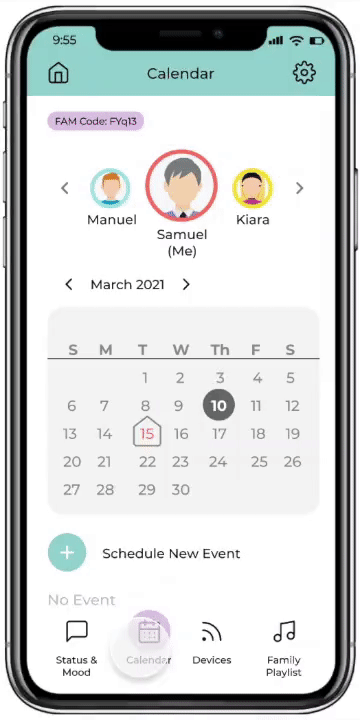 9:55
Calendar
FAM Code: FYq13
Manuel
Samuel
(Me)
Kiara
March 2021
S M T W Th F S
1 2 3 4 5
6 7 8 9 10 11 12
13 14 15 16 17 18 19
20 21 22 23 24 25 26
27 28 29 30
+ Schedule New Event
No Event
Status & Mood
Calendar
Devices
Family Playlist